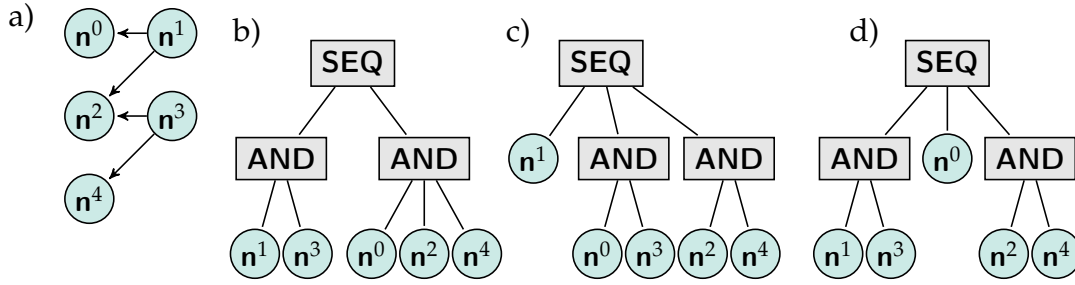 a)
n⁰ n¹
n² n³
n⁴
b)
SEQ
AND AND
n¹ n³ n⁰ n² n⁴
c)
SEQ
n¹ AND AND
n⁰ n³ n² n⁴
d)
SEQ
AND n⁰ AND
n¹ n³ n² n⁴